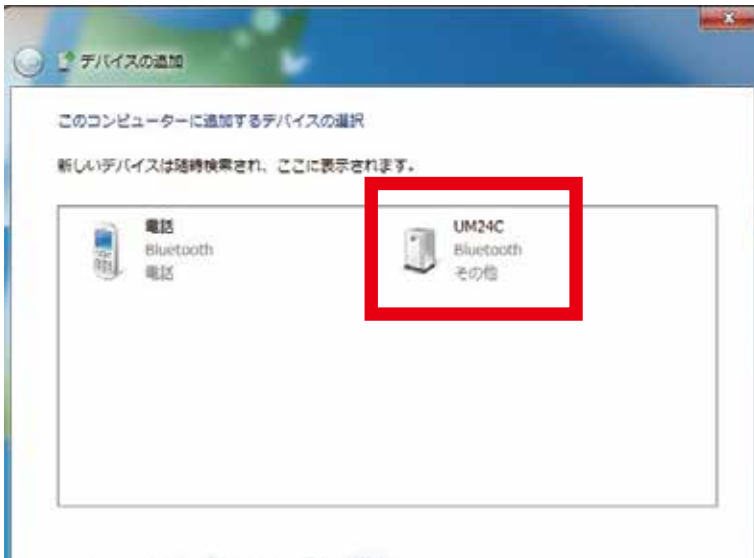 デバイスの追加
このコンピューターに追加するデバイスの選択
新しいデバイスは随時検索され、ここに表示されます。
電話
Bluetooth
電話
UM24C
Bluetooth
その他